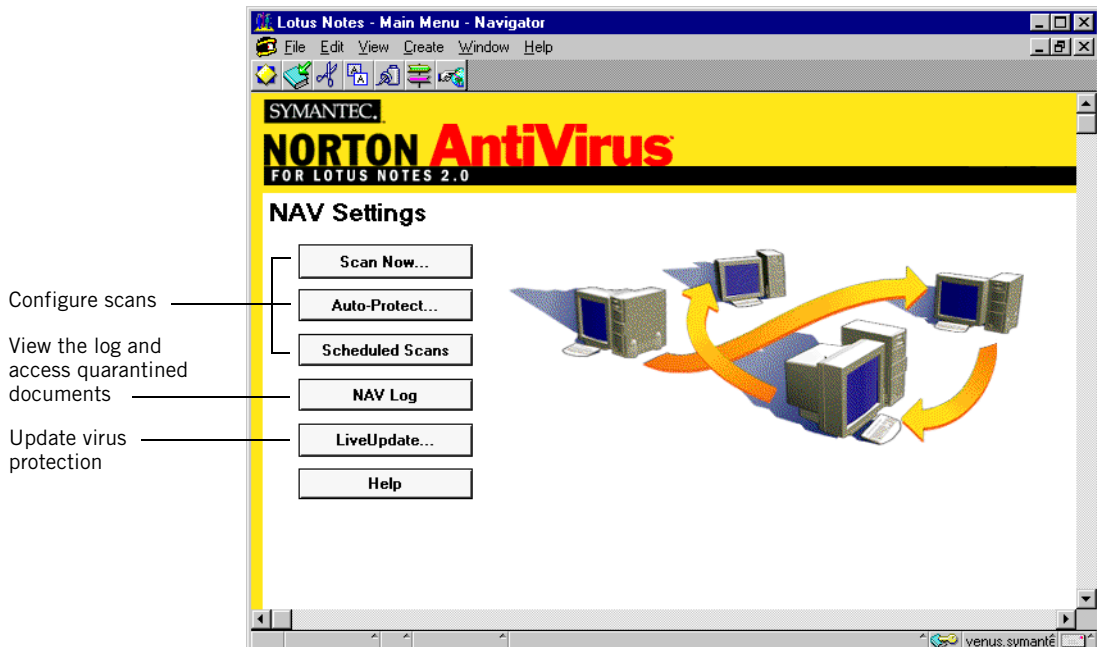 Lotus Notes - Main Menu - Navigator
File Edit View Create Window Help
SYMANTEC.
NORTON AntiVirus
FOR LOTUS NOTES 2.0
NAV Settings
Scan Now...
Configure scans
Auto-Protect...
Scheduled Scans
View the log and
access quarantined
documents
NAV Log
Update virus
protection
LiveUpdate...
Help
venus.symanté